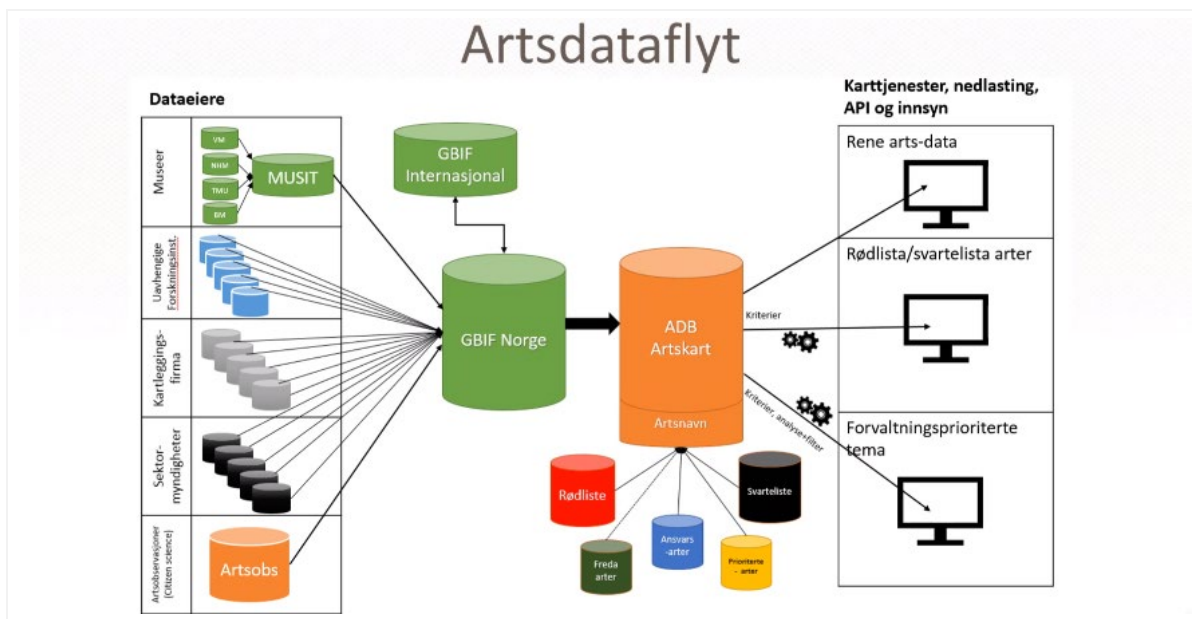 Artsdataflyt
Dataeiere
Museer
VM
NHM
TMU
BM
MUSIT
Uavhengige
Forskningsinst.
Kartleggings-
firma
Sektor-
myndigheter
Artsobservasjoner
(Citizen science)
Artsobs
GBIF
Internasjonal
GBIF Norge
ADB
Artskart
Artsnavn
Rødliste
Freda
arter
Ansvars
-arter
Prioriterte
- arter
Svarteliste
Kriterier
Kriterier, analyse+filter
Karttjenester, nedlasting,
API og innsyn
Rene arts-data
Rødlista/svartelista arter
Forvaltningsprioriterte
tema